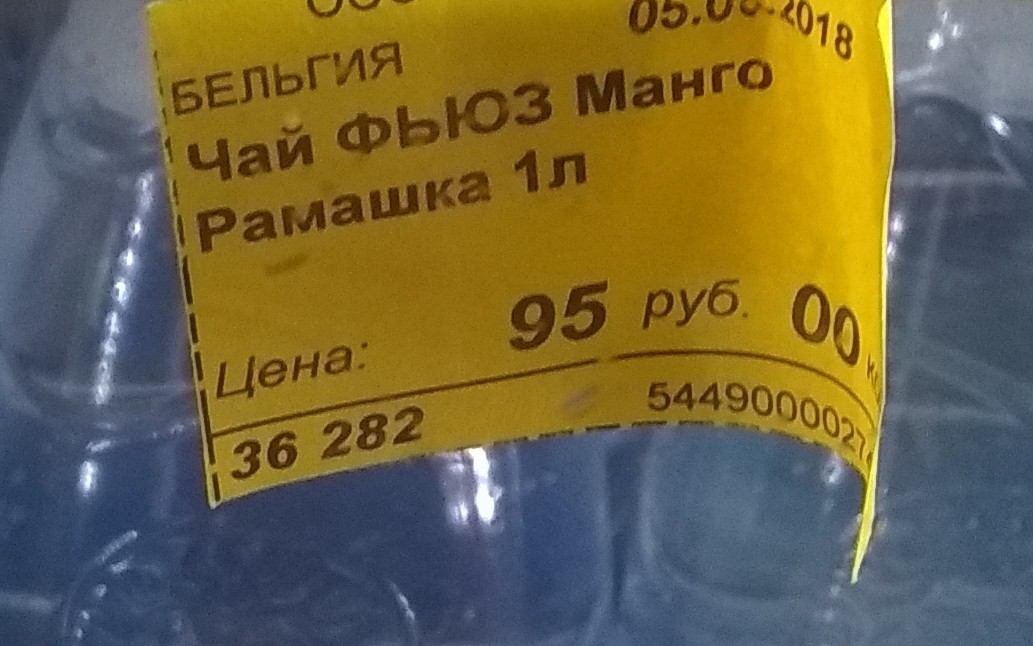 БЕЛЬГИЯ
Чай ФЬЮЗ Манго
Рамашка 1л
Цена: 95 руб. 00
36 282